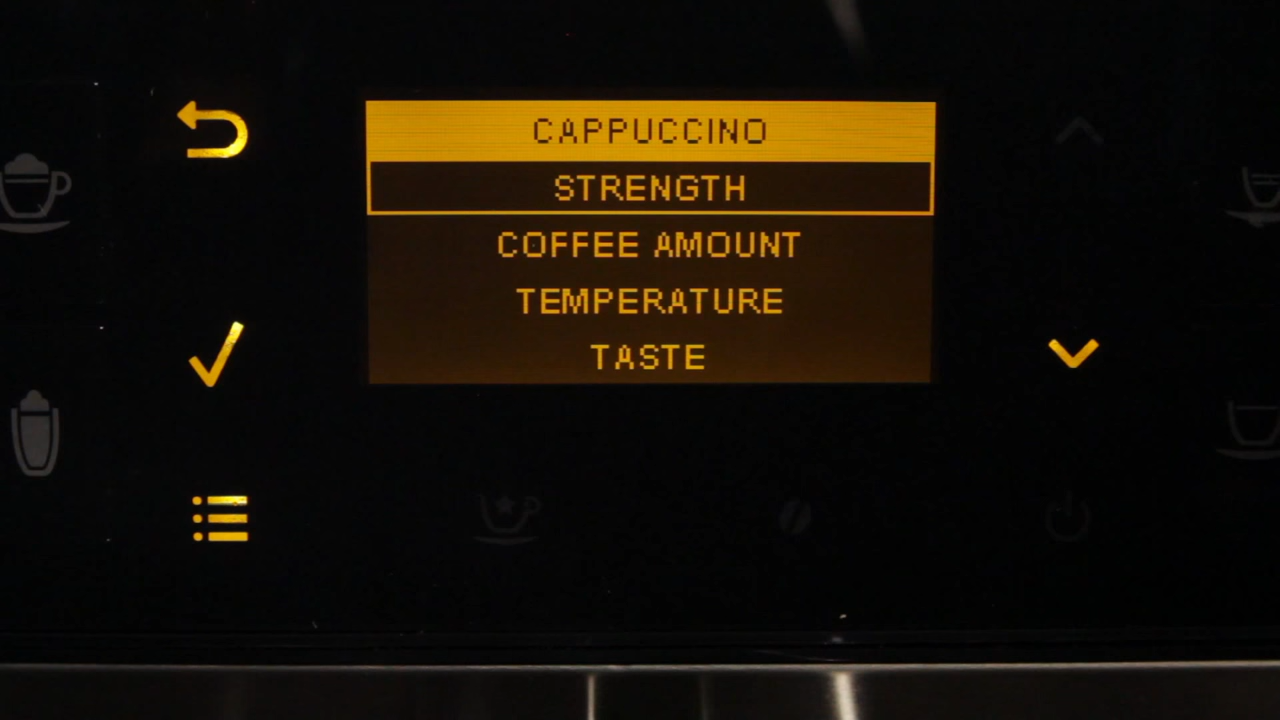 CAPPUCCINO
STRENGTH
COFFEE AMOUNT
TEMPERATURE
TASTE